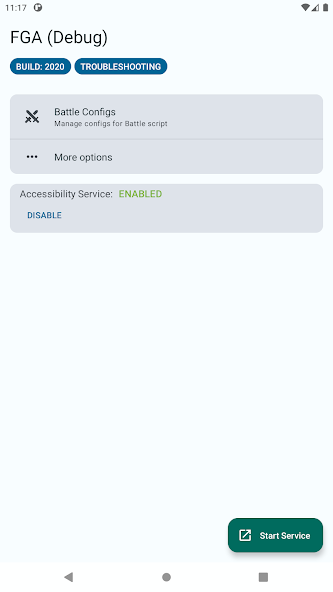 11:17
FGA (Debug)
BUILD: 2020 TROUBLESHOOTING
Battle Configs
Manage configs for Battle script
More options
Accessibility Service: ENABLED
DISABLE
Start Service